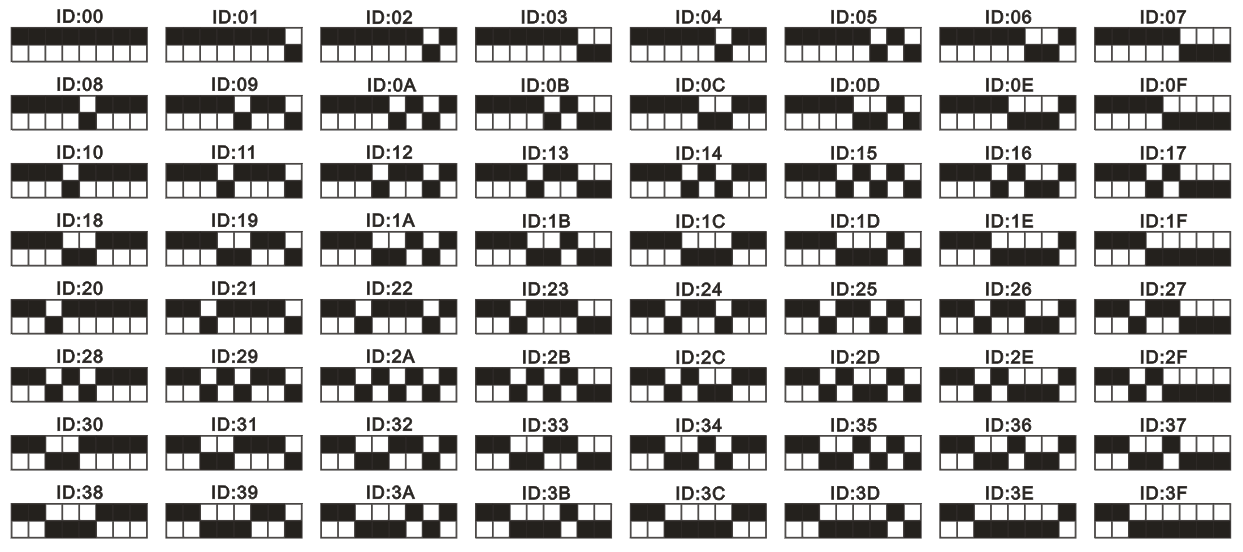 ID:00 ID:01 ID:02 ID:03 ID:04 ID:05 ID:06 ID:07
ID:08 ID:09 ID:0A ID:0B ID:0C ID:0D ID:0E ID:0F
ID:10 ID:11 ID:12 ID:13 ID:14 ID:15 ID:16 ID:17
ID:18 ID:19 ID:1A ID:1B ID:1C ID:1D ID:1E ID:1F
ID:20 ID:21 ID:22 ID:23 ID:24 ID:25 ID:26 ID:27
ID:28 ID:29 ID:2A ID:2B ID:2C ID:2D ID:2E ID:2F
ID:30 ID:31 ID:32 ID:33 ID:34 ID:35 ID:36 ID:37
ID:38 ID:39 ID:3A ID:3B ID:3C ID:3D ID:3E ID:3F